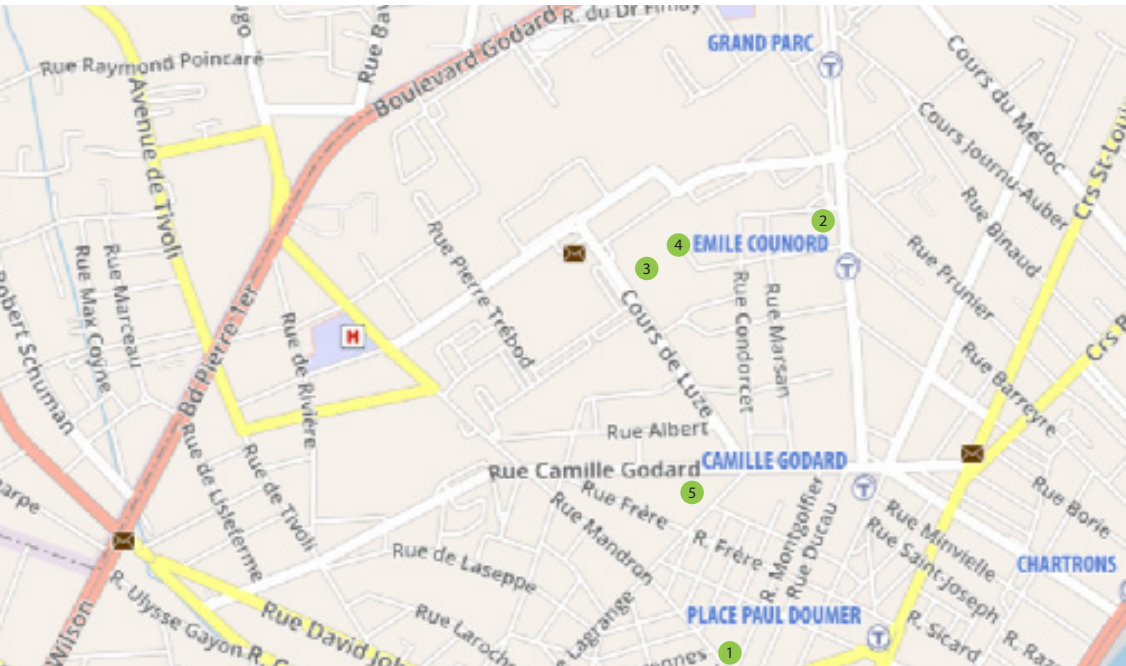 R. du Dr Finlay
GRAND PARC
Rue Raymond Poincaré
Boulevard Godard
Cours du Médoc
Avenue de Tivoli
Cours Journu-Auber
Crs St-Loui
2
4
EMILE COUNORD
3
Rue Binaud
Rue Prunier
Rue Marceau
Rue Max Coyne
Robert Schuman
Bd Pierre 1er
Rue de Rivière
H
Rue Pierre Trébod
Cours de Luze
Rue Condorcet
Rue Marsan
Rue Barreyre
Rue Albert
Rue Camille Godard
CAMILLE GODARD
5
Rue de Lisleferme
Rue de Tivoli
Rue Frère
Rue Mandron
R. Frère
R. Montgolfier
Rue Ducau
Rue Minvielle
Rue Saint-Joseph
Rue Borie
Rue de Laseppe
CHARTRONS
R. Ulysse Gayon
Rue David Joh
Rue Laroche
Lagrange
PLACE PAUL DOUMER
R. Sicard
Wilson
1
T
T
T
T